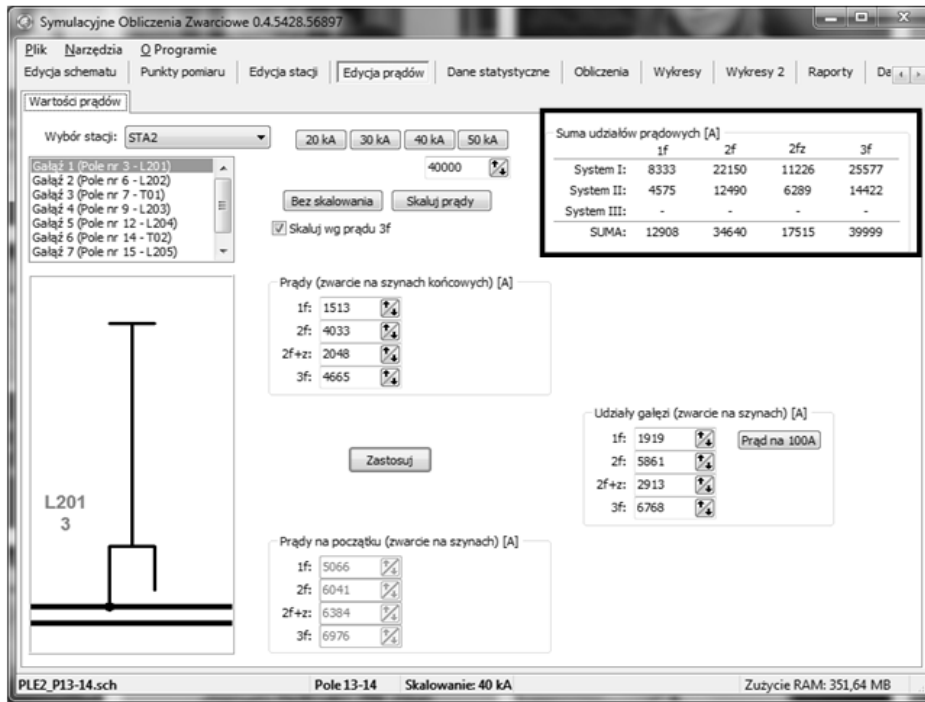 Symulacyjne Obliczenia Zwarciowe 0.4.5428.56897
Plik Narzędzia O Programie
Edycja schematu Punkty pomiaru Edycja stacji Edycja prądów Dane statystyczne Obliczenia Wykresy Wykresy 2 Raporty Da
Wartości prądów
Wybór stacji: STA2 20 kA 30 kA 40 kA 50 kA
40000
Gałąź 1 (Pole nr 3 - L201)
Gałąź 2 (Pole nr 6 - L202)
Gałąź 3 (Pole nr 7 - T01)
Gałąź 4 (Pole nr 9 - L203)
Gałąź 5 (Pole nr 12 - L204)
Gałąź 6 (Pole nr 14 - T02)
Gałąź 7 (Pole nr 15 - L205)
Bez skalowania Skaluj prądy
Skaluj wg prądu 3f
Suma udziałów prądowych [A]
1f 2f 2fz 3f
System I: 8333 22150 11226 25577
System II: 4575 12490 6289 14422
System III: - - - -
SUMA: 12908 34640 17515 39999
Prądy (zwarcie na szynach końcowych) [A]
1f: 1513
2f: 4033
2f+z: 2048
3f: 4665
Udziały gałęzi (zwarcie na szynach) [A]
1f: 1919 Prąd na 100A
2f: 5861
2f+z: 2913
3f: 6768
Zastosuj
L201
3
Prądy na początku (zwarcie na szynach) [A]
1f: 5066
2f: 6041
2f+z: 6384
3f: 6976
PLE2_P13-14.sch Pole 13-14 Skalowanie: 40 kA Zużycie RAM: 351,64 MB